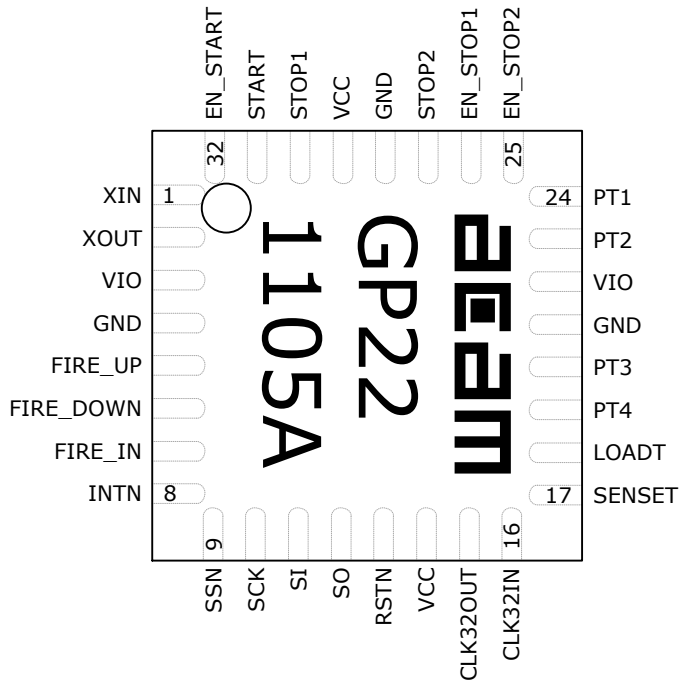 EN_START
START
STOP1
VCC
GND
STOP2
EN_STOP1
EN_STOP2
32
25
XIN 1
XOUT
VIO
GND
FIRE_UP
FIRE_DOWN
FIRE_IN
INTN 8
acam
GP22
1105A
24 PT1
PT2
VIO
GND
PT3
PT4
LOADT
17 SENSET
9
16
SSN
SCK
SI
SO
RSTN
VCC
CLK32OUT
CLK32IN